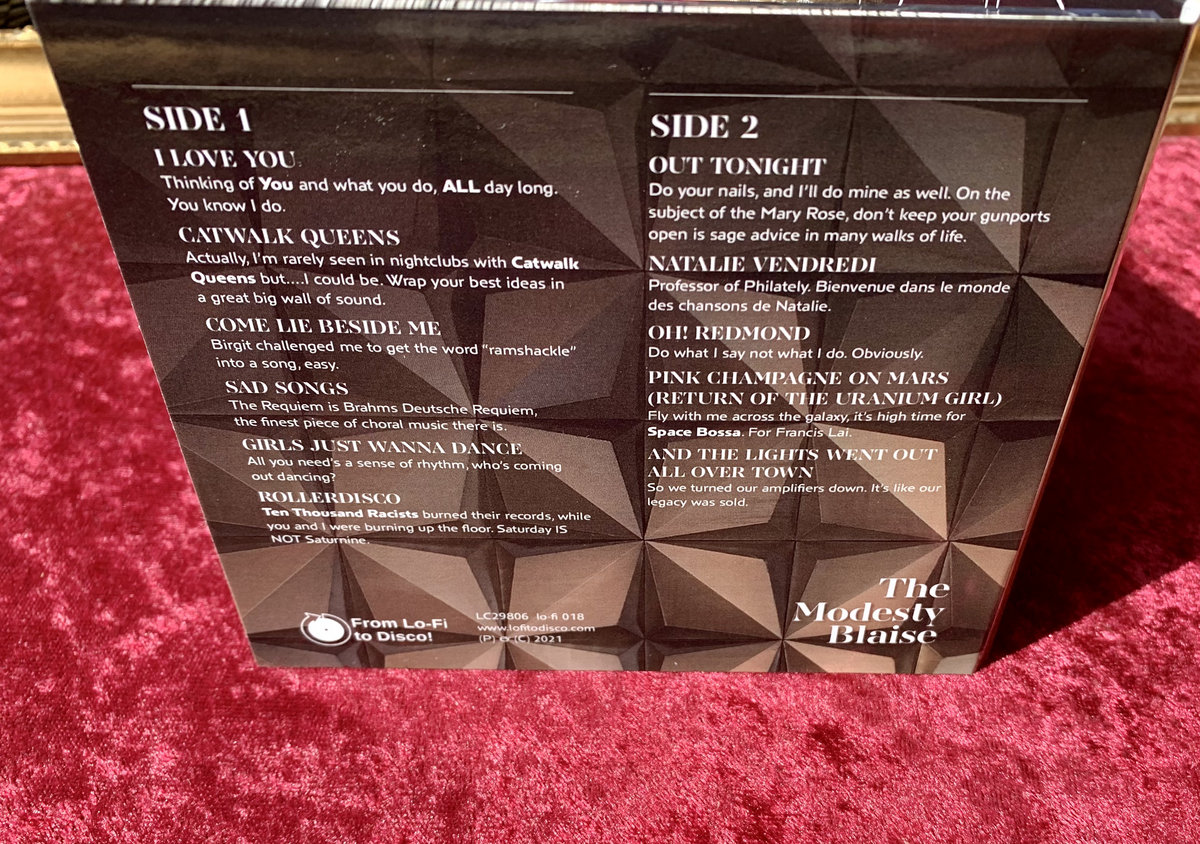 SIDE 1
I LOVE YOU
Thinking of You and what you do, ALL day long.
You know I do.
CATWALK QUEENS
Actually, I'm rarely seen in nightclubs with Catwalk
Queens but....I could be. Wrap your best ideas in
a great big wall of sound.
COME LIE BESIDE ME
Birgit challenged me to get the word "ramshackle"
into a song, easy.
SAD SONGS
The Requiem is Brahms Deutsche Requiem,
the finest piece of choral music there is.
GIRLS JUST WANNA DANCE
All you need's a sense of rhythm, who's coming
out dancing?
ROLLERDISCO
Ten Thousand Racists burned their records, while
you and I were burning up the floor. Saturday IS
NOT Saturnine.
SIDE 2
OUT TONIGHT
Do your nails, and I'll do mine as well. On the
subject of the Mary Rose, don't keep your gunports
open is sage advice in many walks of life.
NATALIE VENDREDI
Professor of Philately. Bienvenue dans le monde
des chansons de Natalie.
OH! REDMOND
Do what I say not what I do. Obviously.
PINK CHAMPAGNE ON MARS
(RETURN OF THE URANIUM GIRL)
Fly with me across the galaxy, it's high time for
Space Bossa. For Francis Lai.
AND THE LIGHTS WENT OUT
ALL OVER TOWN
So we turned our amplifiers down. It's like our
legacy was sold.
From Lo-Fi
to Disco!
LC29806 lo-fi 018
www.lofitodisco.com
(P) & (C) 2021
The
Modesty
Blaise